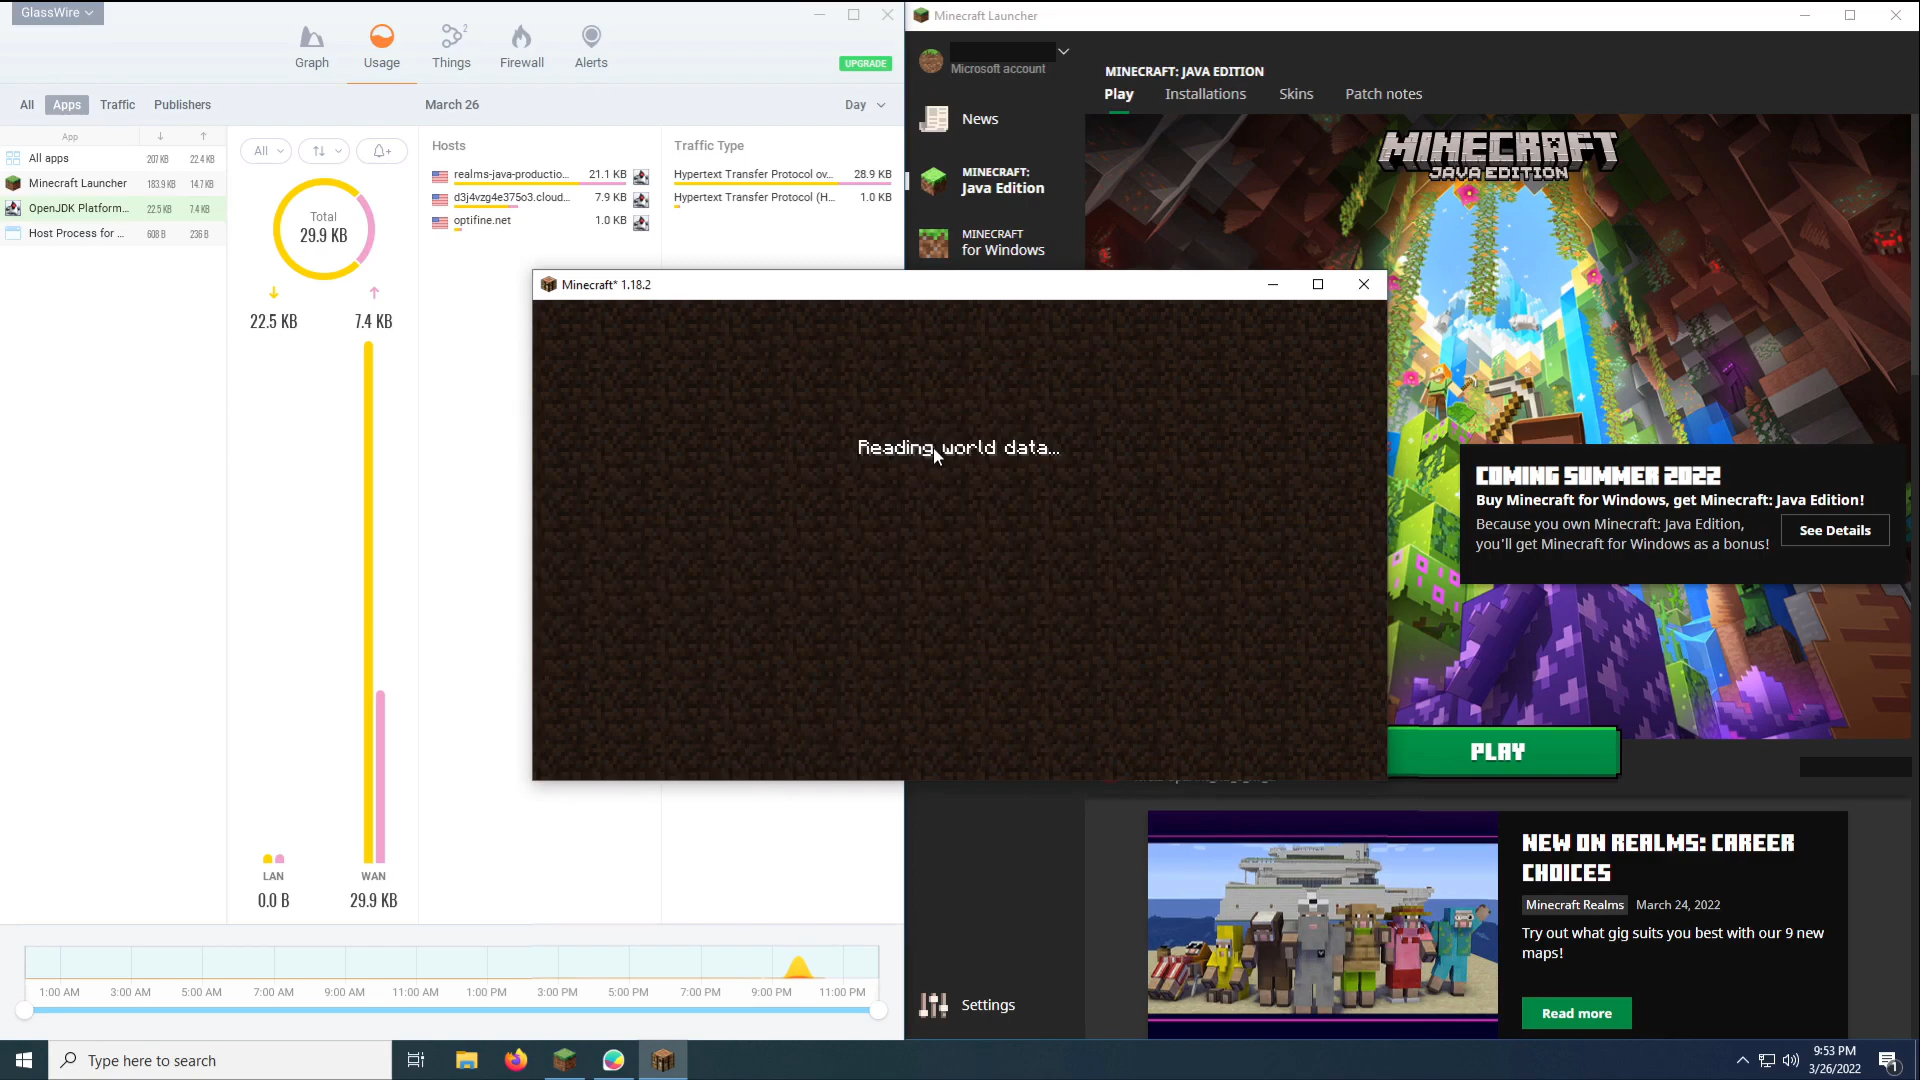 GlassWire
Graph
Usage
Things
2
Firewall
Alerts
UPGRADE
All
Apps
Traffic
Publishers
March 26
Day
App
All apps
207 KB
22.4 KB
Minecraft Launcher
183.9 KB
14.7 KB
OpenJDK Platform...
22.5 KB
7.4 KB
Host Process for ...
608 B
236 B
All
Total
29.9 KB
22.5 KB
7.4 KB
LAN
WAN
0.0 B
29.9 KB
Hosts
realms-java-productio...
21.1 KB
d3j4vzg4e375o3.cloud...
7.9 KB
optifine.net
1.0 KB
Traffic Type
Hypertext Transfer Protocol ov...
28.9 KB
Hypertext Transfer Protocol (H...
1.0 KB
1:00 AM
3:00 AM
5:00 AM
7:00 AM
9:00 AM
11:00 AM
1:00 PM
3:00 PM
5:00 PM
7:00 PM
9:00 PM
11:00 PM
Minecraft Launcher
Microsoft account
News
MINECRAFT:
Java Edition
MINECRAFT
for Windows
Settings
MINECRAFT: JAVA EDITION
Play
Installations
Skins
Patch notes
MINECRAFT
JAVA EDITION
Minecraft* 1.18.2
Reading world data...
COMING SUMMER 2022
Buy Minecraft for Windows, get Minecraft: Java Edition!
Because you own Minecraft: Java Edition,
you'll get Minecraft for Windows as a bonus!
See Details
PLAY
NEW ON REALMS: CAREER
CHOICES
Minecraft Realms
March 24, 2022
Try out what gig suits you best with our 9 new
maps!
Read more
Type here to search
9:53 PM
3/26/2022
1